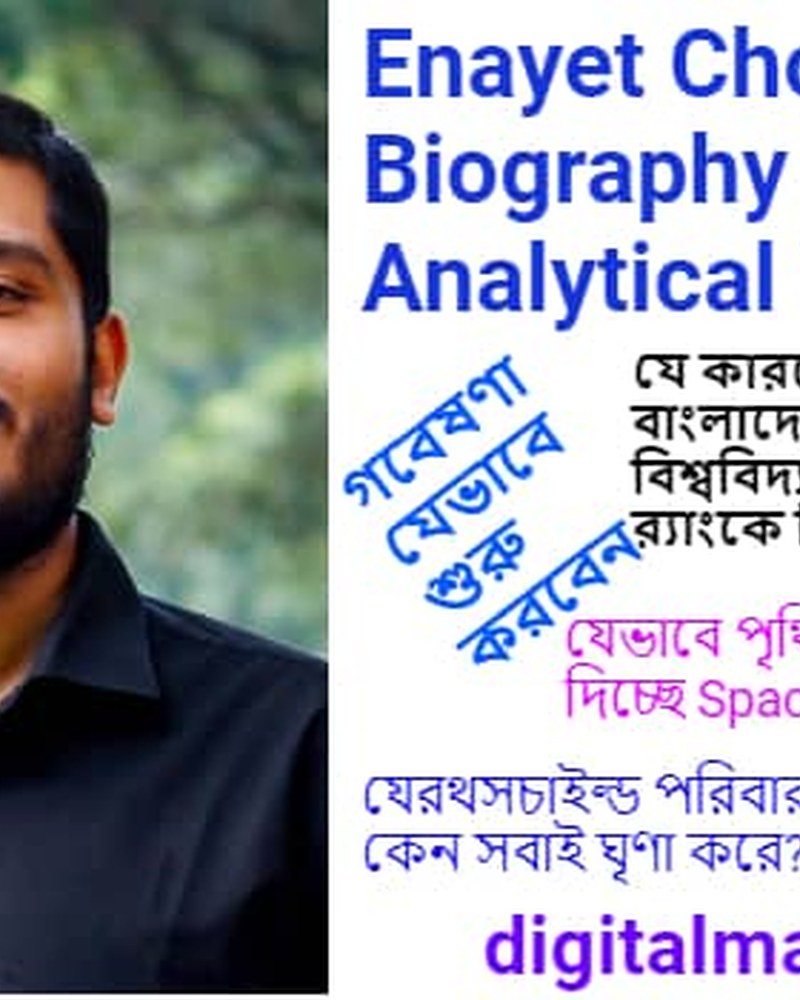 Enayet Cho
Biography
Analytical
গবেষণা
যেভাবে
শুরু
করবেন
যে কার
বাংলাদে
বিশ্ববিদ্য
র‍্যাংকে
যেভাবে পৃথি
দিচ্ছে Spac
যেরথসচাইল্ড পরিবার
কেন সবাই ঘৃণা করে?
digitalma